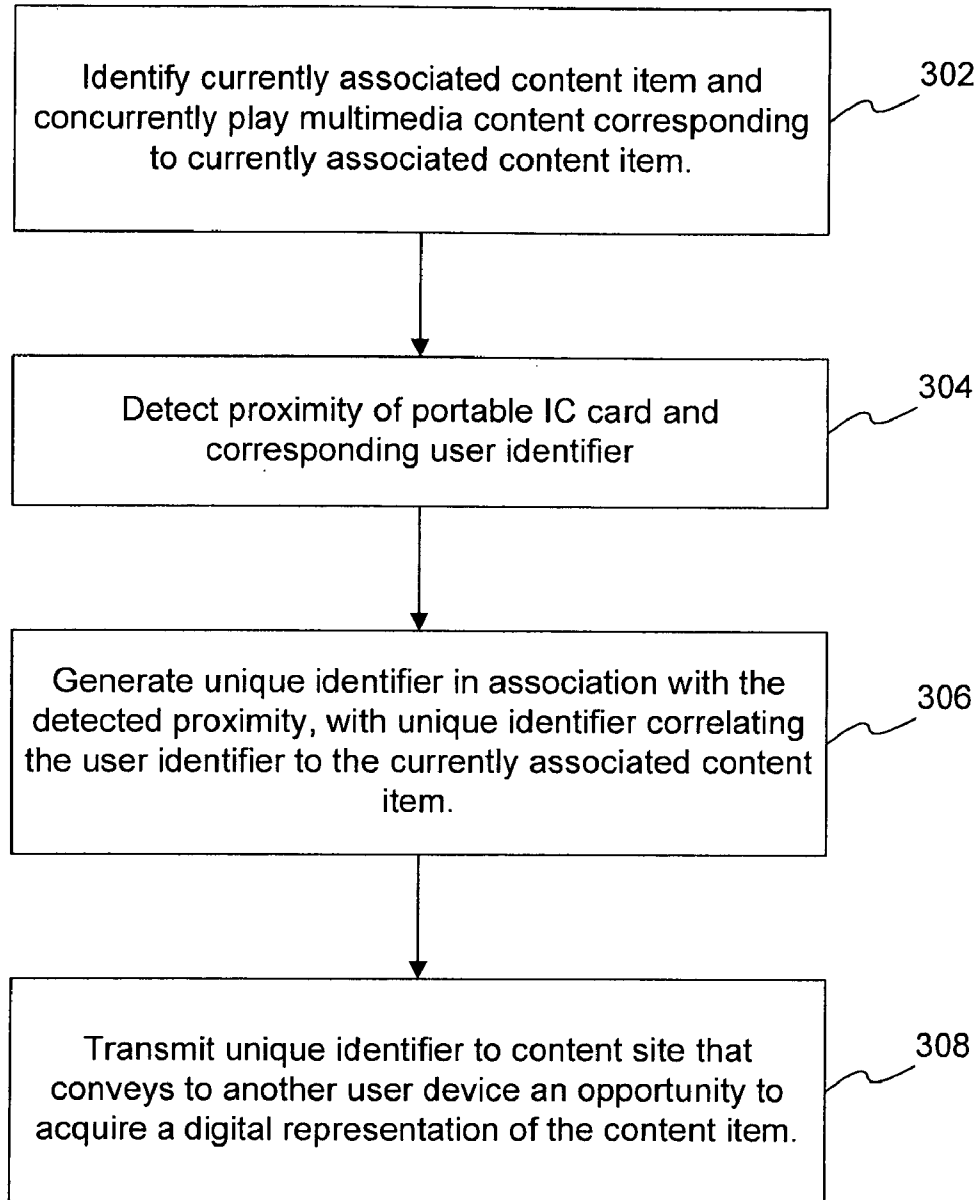 Identify currently associated content item and
concurrently play multimedia content corresponding
to currently associated content item.
302
Detect proximity of portable IC card and
corresponding user identifier
304
Generate unique identifier in association with the
detected proximity, with unique identifier correlating
the user identifier to the currently associated content
item.
306
Transmit unique identifier to content site that
conveys to another user device an opportunity to
acquire a digital representation of the content item.
308